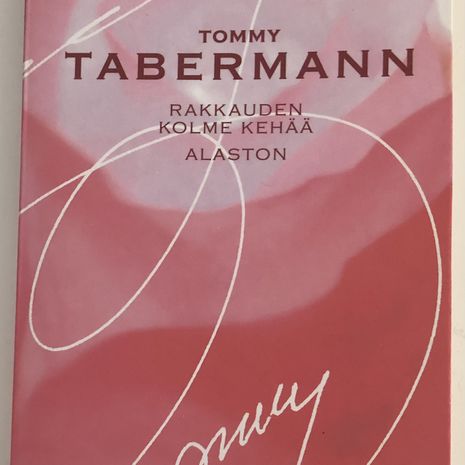 TOMMY
TABERMANN
RAKKAUDEN
KOLME KEHÄÄ
ALASTON